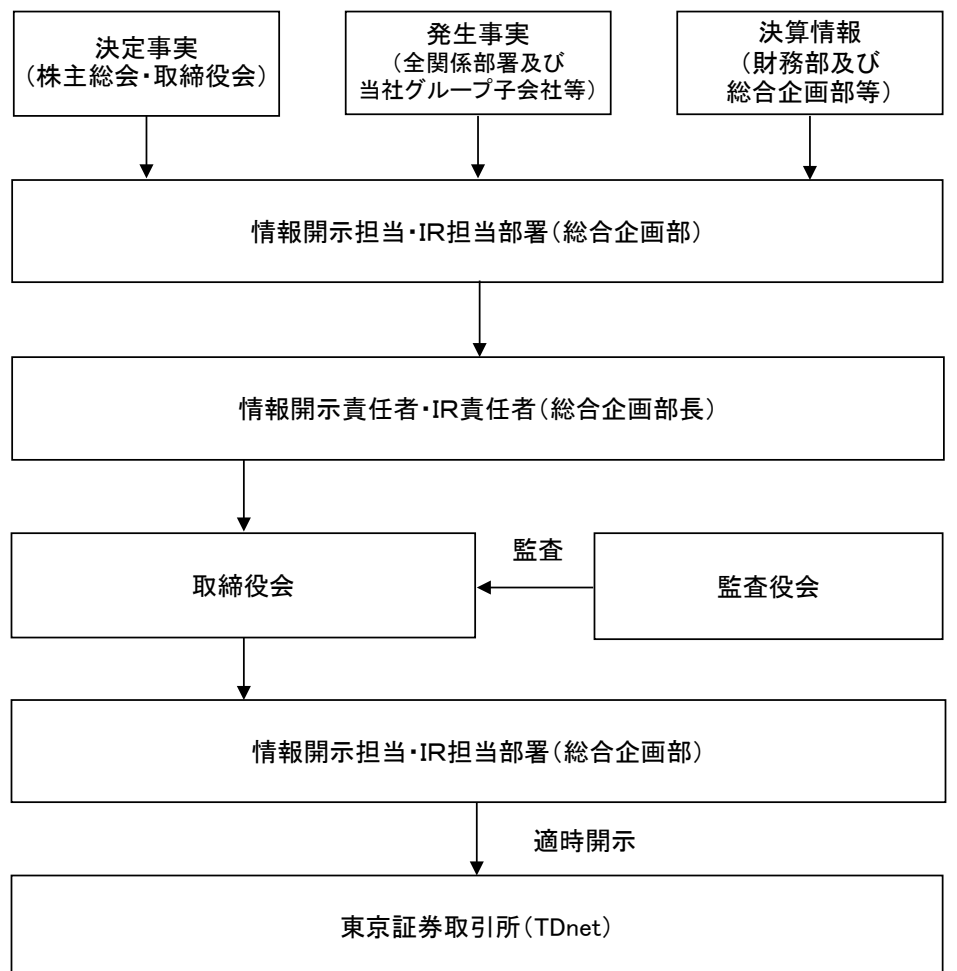 決定事実
（株主総会・取締役会）
発生事実
（全関係部署及び
当社グループ子会社等）
決算情報
（財務部及び
総合企画部等）
情報開示担当・IR担当部署（総合企画部）
情報開示責任者・IR責任者（総合企画部長）
取締役会
監査
監査役会
情報開示担当・IR担当部署（総合企画部）
適時開示
東京証券取引所（TDnet）